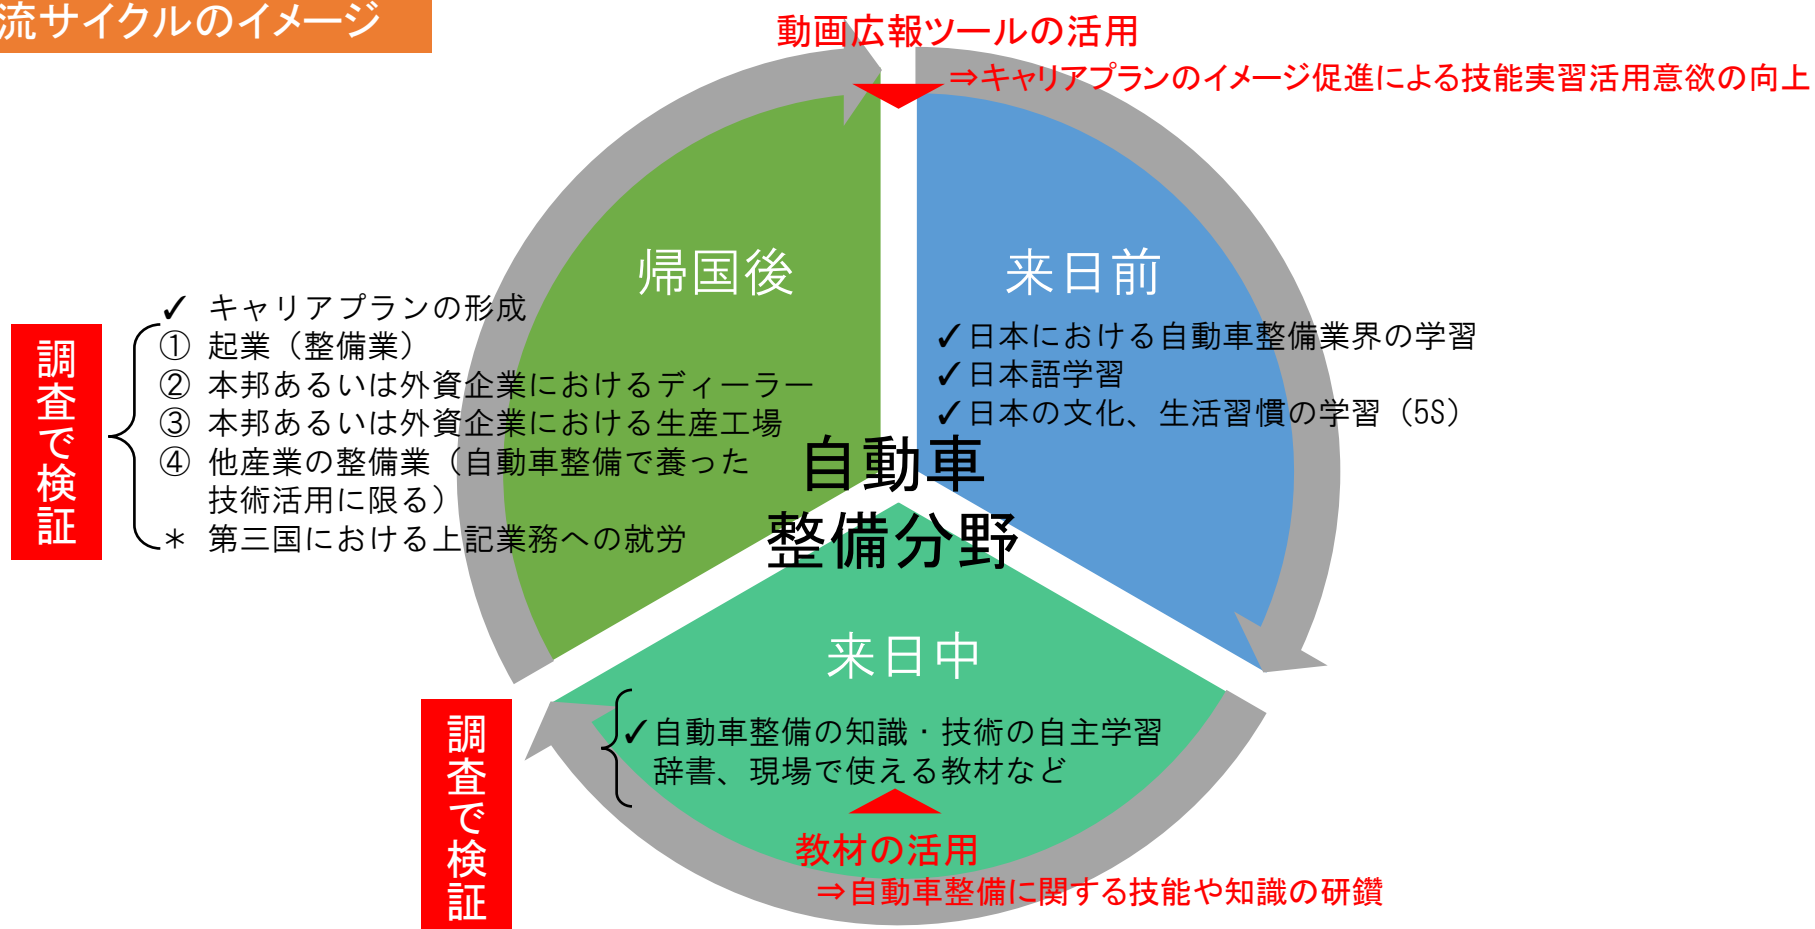 流サイクルのイメージ
動画広報ツールの活用
⇒キャリアプランのイメージ促進による技能実習活用意欲の向上
帰国後
来日前
✓ キャリアプランの形成
① 起業（整備業）
② 本邦あるいは外資企業におけるディーラー
③ 本邦あるいは外資企業における生産工場
④ 他産業の整備業（自動車整備で養った
技術活用に限る）
＊ 第三国における上記業務への就労
調査で検証
✓日本における自動車整備業界の学習
✓日本語学習
✓日本の文化、生活習慣の学習（5S）
自動車
整備分野
来日中
✓自動車整備の知識・技術の自主学習
辞書、現場で使える教材など
調査で検証
教材の活用
⇒自動車整備に関する技能や知識の研鑽